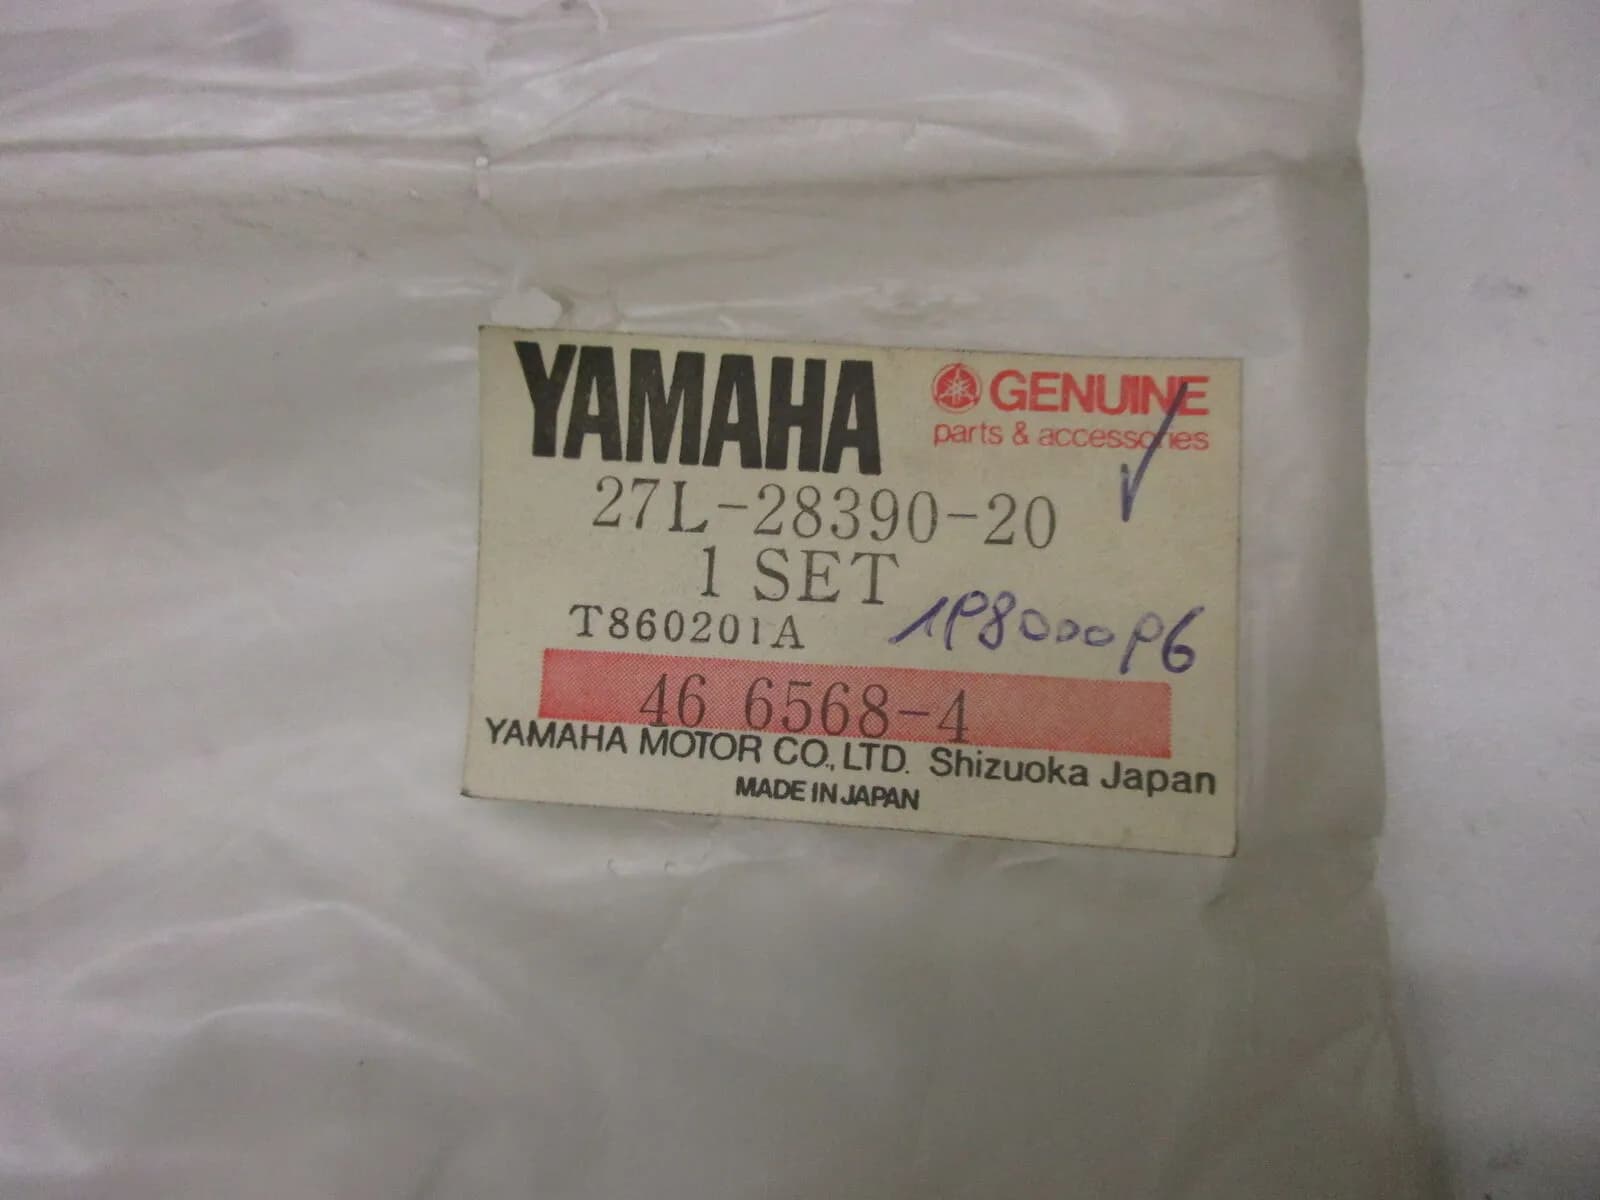 YAMAHA
GENUINE
parts & accessories
27L-28390-20
1 SET
T860201A
1P8000P6
46 6568-4
YAMAHA MOTOR CO., LTD. Shizuoka Japan
MADE IN JAPAN